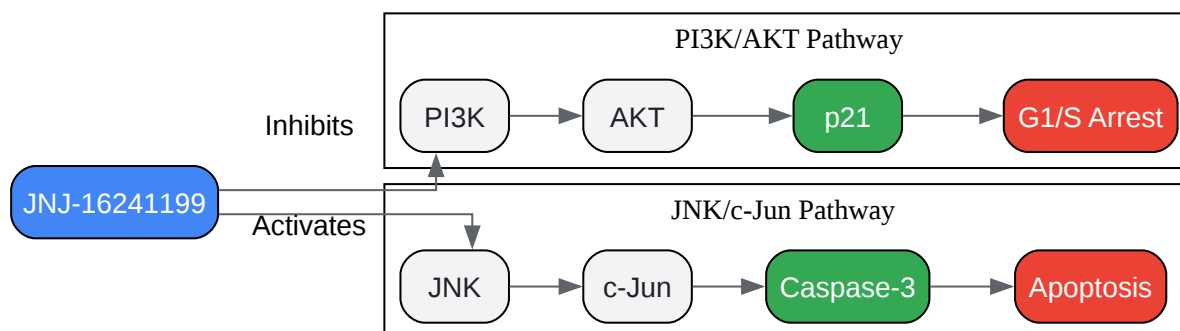 PI3K/AKT Pathway
PI3K
AKT
p21
G1/S Arrest
Inhibits
JNJ-16241199
Activates
JNK/c-Jun Pathway
JNK
c-Jun
Caspase-3
Apoptosis